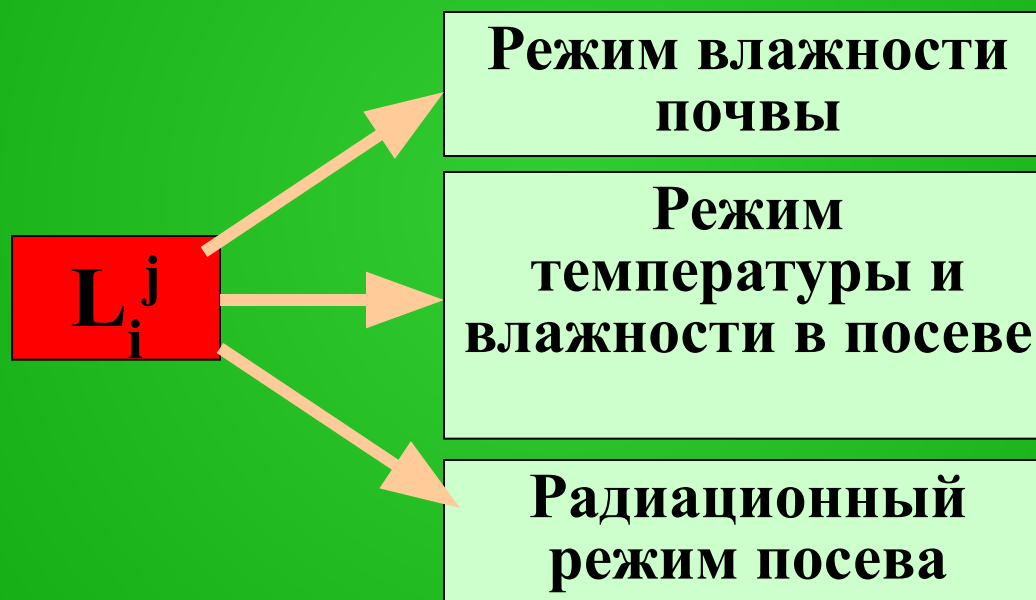 Режим влажности
почвы
Режим
температуры и
влажности в посеве
L i j
Радиационный
режим посева